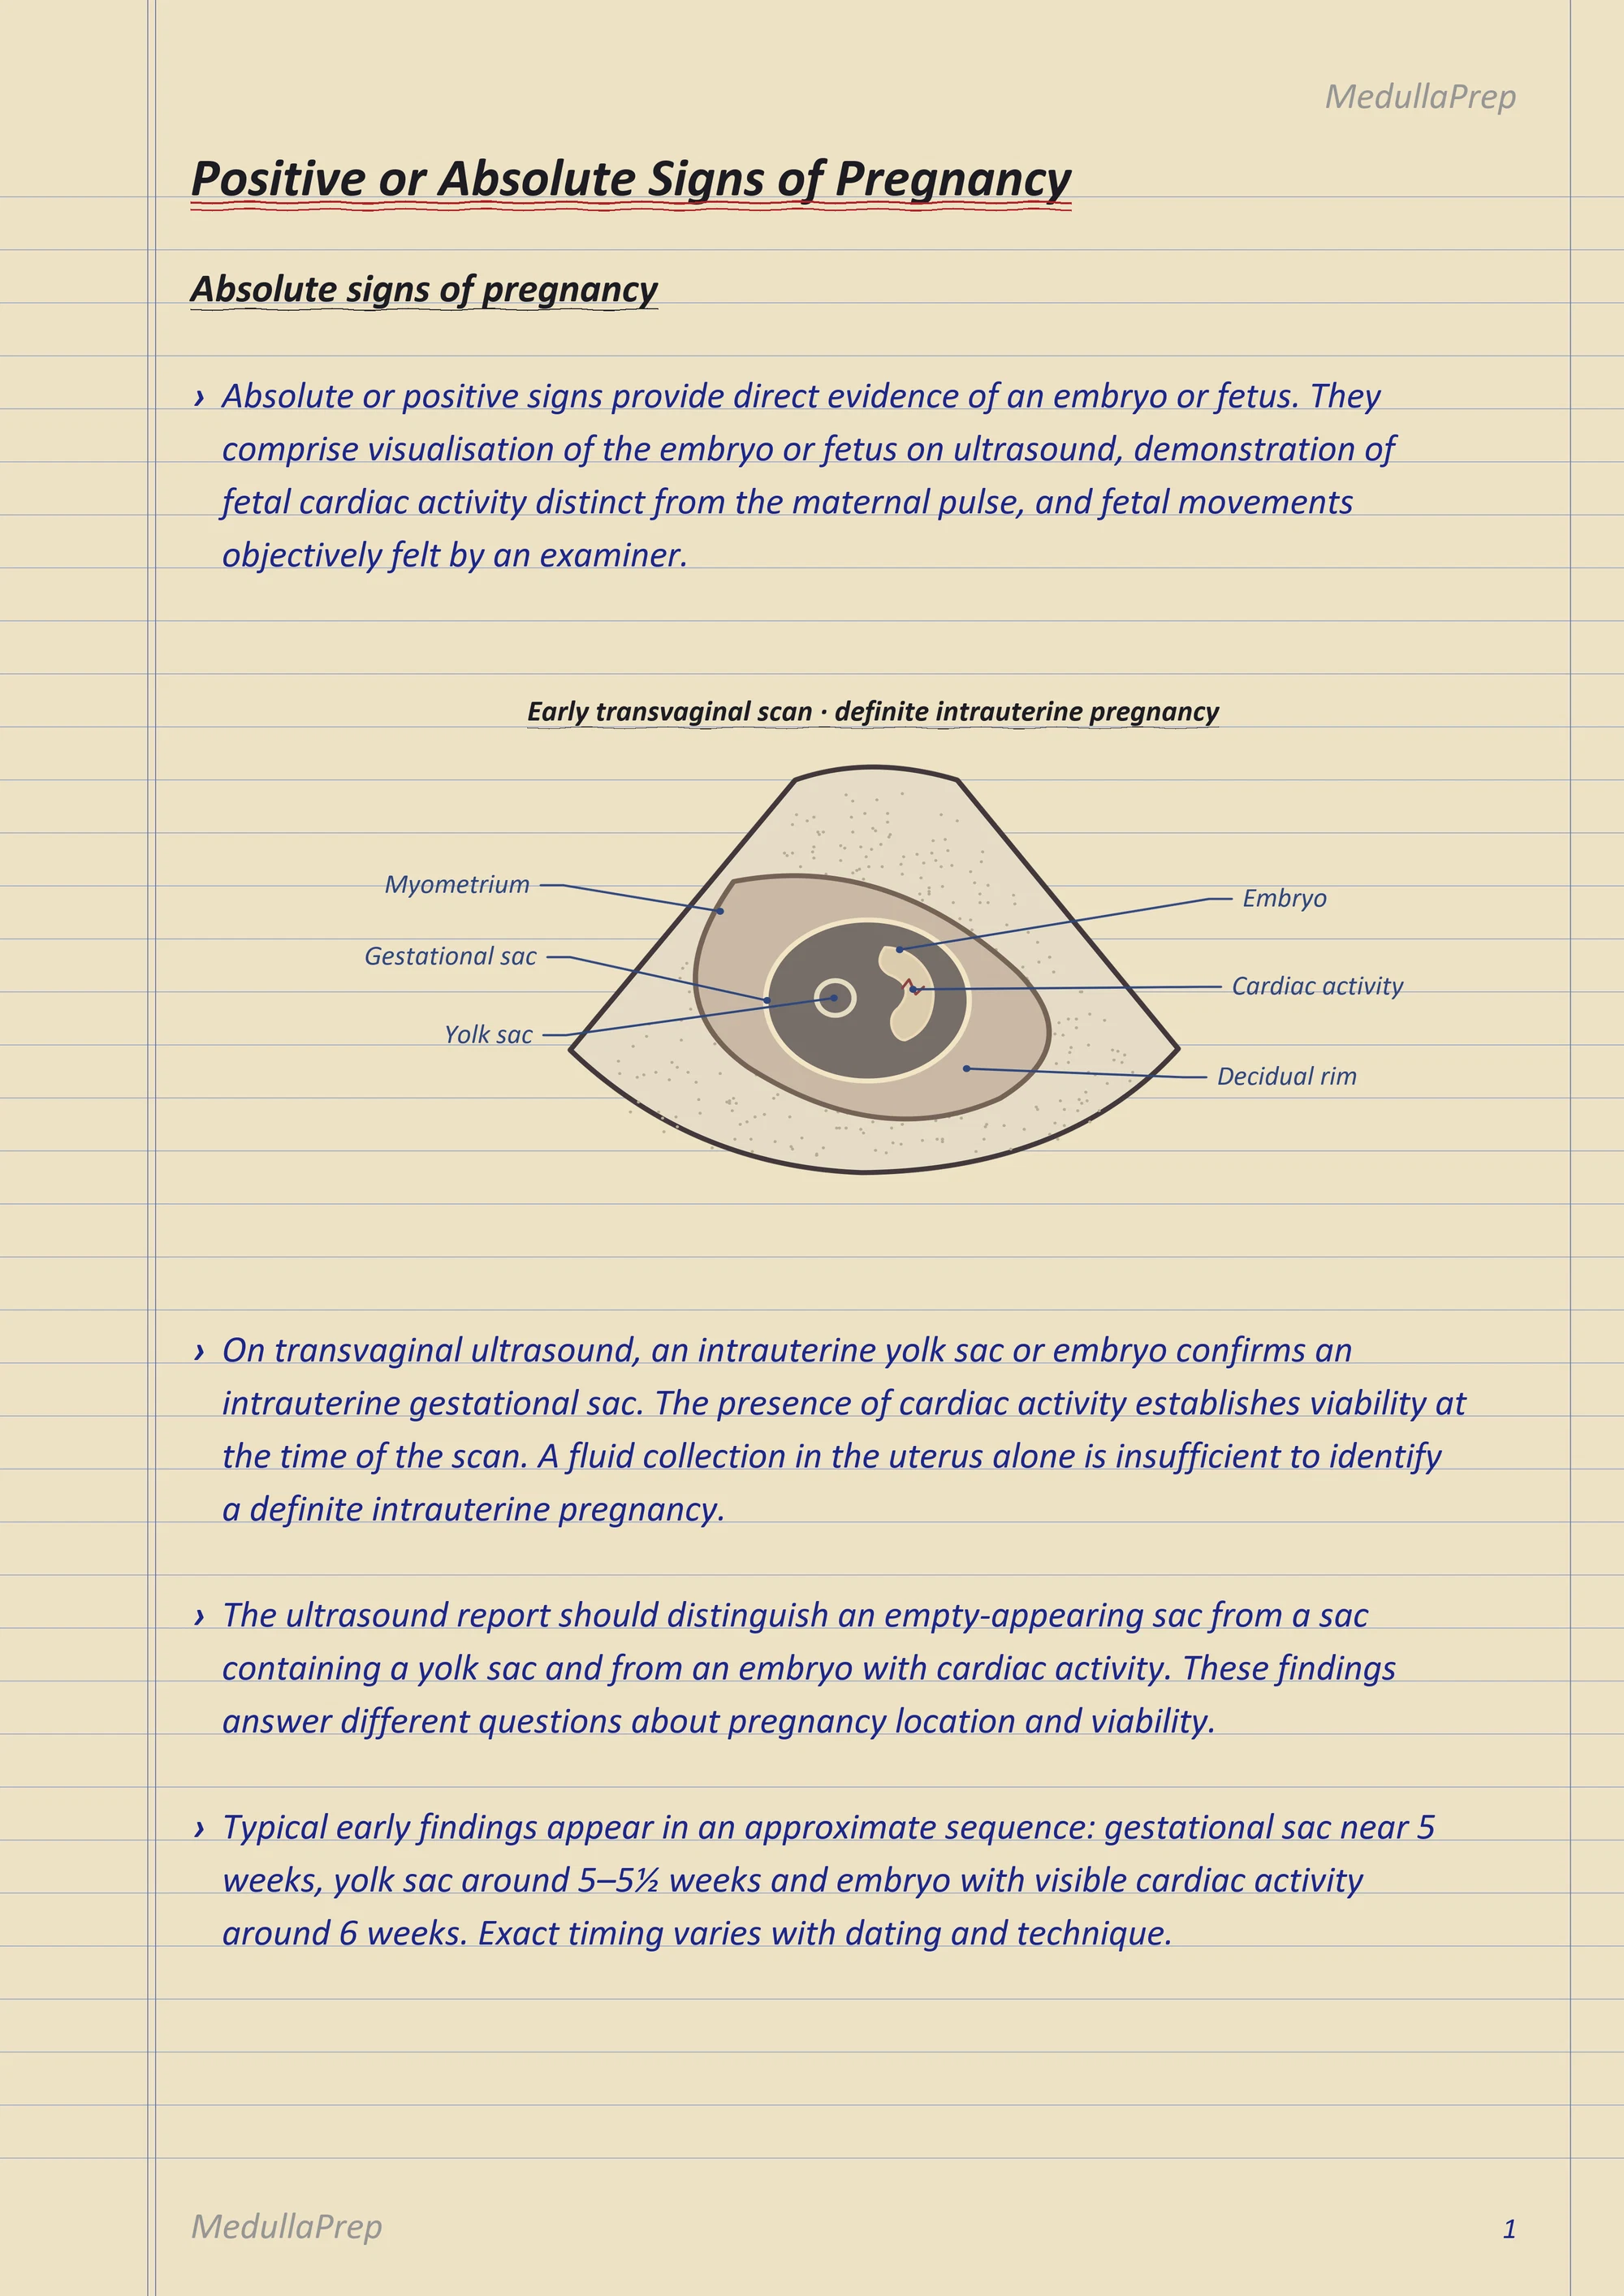 MedullaPrep
Positive or Absolute Signs of Pregnancy
Absolute signs of pregnancy
› Absolute or positive signs provide direct evidence of an embryo or fetus. They
comprise visualisation of the embryo or fetus on ultrasound, demonstration of
fetal cardiac activity distinct from the maternal pulse, and fetal movements
objectively felt by an examiner.
Early transvaginal scan · definite intrauterine pregnancy
Myometrium
Embryo
Gestational sac
Cardiac activity
Yolk sac
Decidual rim
› On transvaginal ultrasound, an intrauterine yolk sac or embryo confirms an
intrauterine gestational sac. The presence of cardiac activity establishes viability at
the time of the scan. A fluid collection in the uterus alone is insufficient to identify
a definite intrauterine pregnancy.
› The ultrasound report should distinguish an empty-appearing sac from a sac
containing a yolk sac and from an embryo with cardiac activity. These findings
answer different questions about pregnancy location and viability.
› Typical early findings appear in an approximate sequence: gestational sac near 5
weeks, yolk sac around 5–5½ weeks and embryo with visible cardiac activity
around 6 weeks. Exact timing varies with dating and technique.
MedullaPrep
1